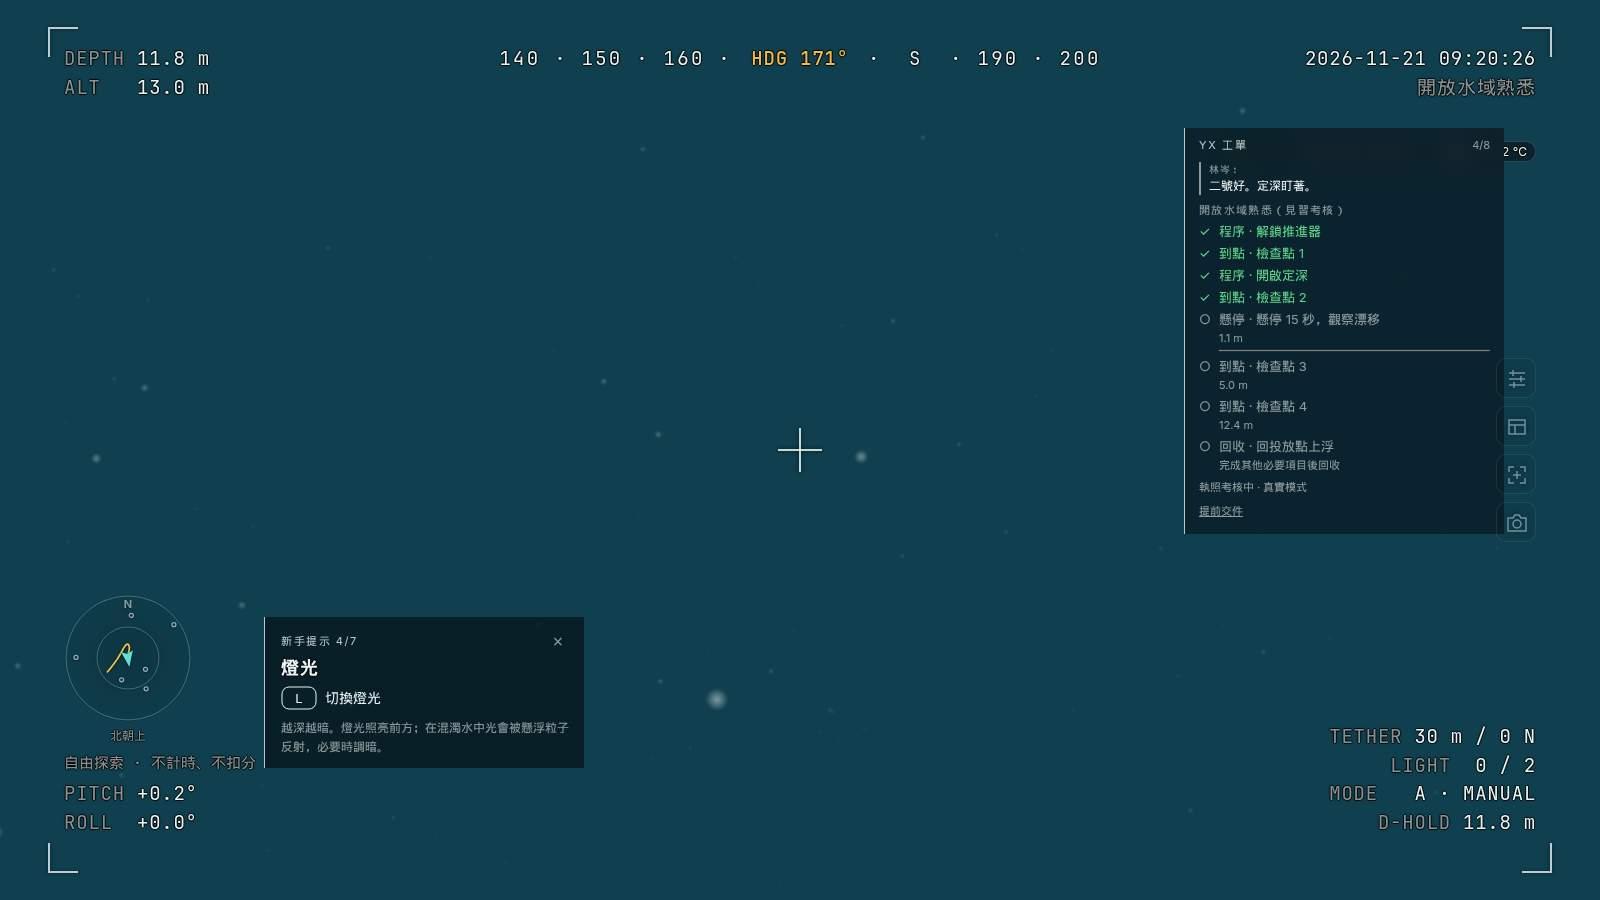 DEPTH 11.8 m
ALT 13.0 m
140 · 150 · 160 · HDG 171° · S · 190 · 200
2026-11-21 09:20:26
開放水域熟悉
2 °C
YX 工單 4/8
林岑：
二號好。定深盯著。
開放水域熟悉（見習考核）
程序 · 解鎖推進器
到點 · 檢查點 1
程序 · 開啟定深
到點 · 檢查點 2
懸停 · 懸停 15 秒，觀察漂移
1.1 m
到點 · 檢查點 3
5.0 m
到點 · 檢查點 4
12.4 m
回收 · 回投放點上浮
完成其他必要項目後回收
執照考核中 · 真實模式
提前交件
N
北朝上
自由探索 · 不計時、不扣分
PITCH +0.2°
ROLL +0.0°
新手提示 4/7
燈光
L 切換燈光
越深越暗。燈光照亮前方；在混濁水中光會被懸浮粒子
反射，必要時調暗。
TETHER 30 m / 0 N
LIGHT 0 / 2
MODE A · MANUAL
D-HOLD 11.8 m